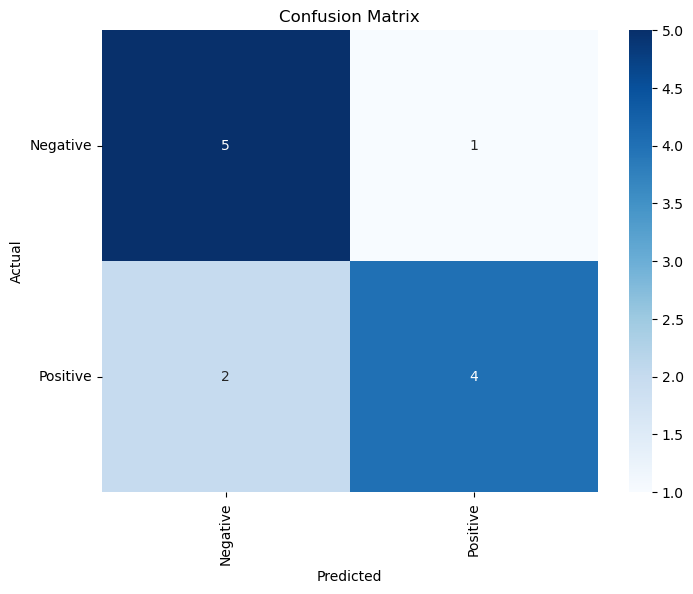 Confusion Matrix
Actual
Negative
5
1
Positive
2
4
Negative
Positive
Predicted
5.0
4.5
4.0
3.5
3.0
2.5
2.0
1.5
1.0